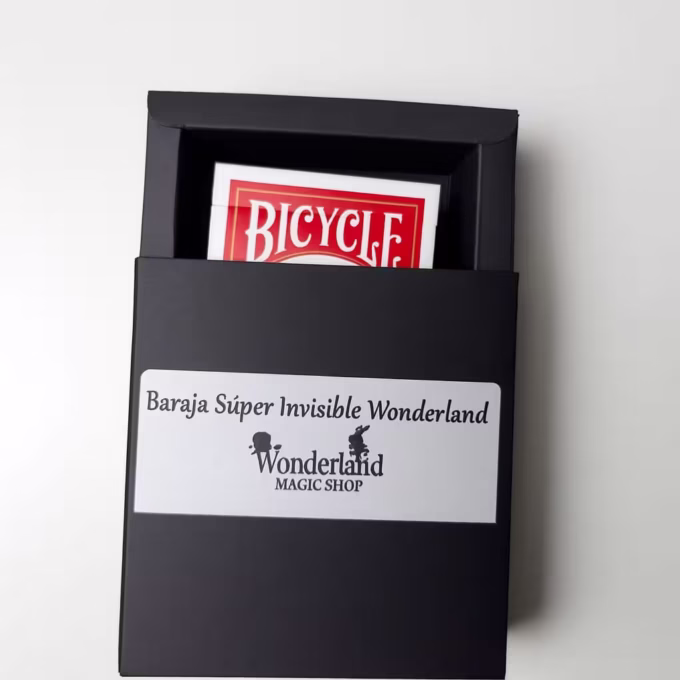 BICYCLE
Baraja Súper Invisible Wonderland
Wonderland
MAGIC SHOP